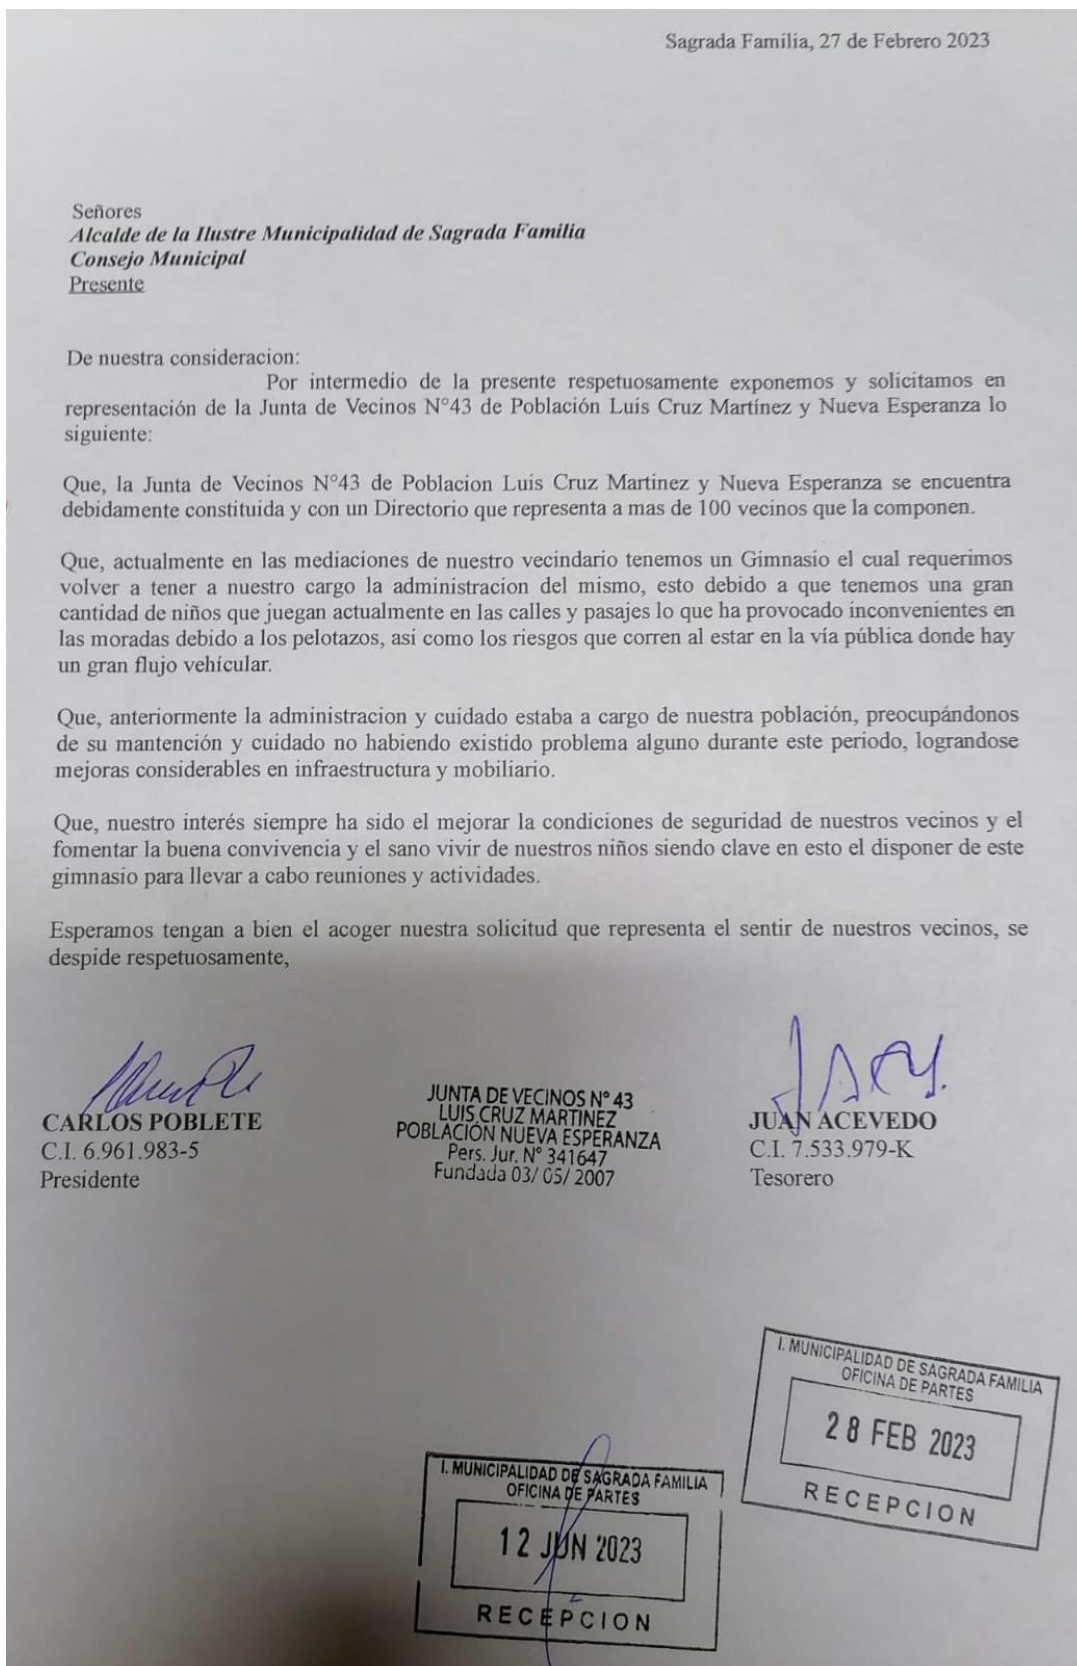 Sagrada Familia, 27 de Febrero 2023
Señores
Alcalde de la Ilustre Municipalidad de Sagrada Familia
Consejo Municipal
Presente
De nuestra consideracion:
Por intermedio de la presente respetuosamente exponemos y solicitamos en
representación de la Junta de Vecinos N°43 de Población Luis Cruz Martínez y Nueva Esperanza lo
siguiente:
Que, la Junta de Vecinos N°43 de Poblacion Luis Cruz Martinez y Nueva Esperanza se encuentra
debidamente constituida y con un Directorio que representa a mas de 100 vecinos que la componen.
Que, actualmente en las mediaciones de nuestro vecindario tenemos un Gimnasio el cual requerimos
volver a tener a nuestro cargo la administracion del mismo, esto debido a que tenemos una gran
cantidad de niños que juegan actualmente en las calles y pasajes lo que ha provocado inconvenientes en
las moradas debido a los pelotazos, asi como los riesgos que corren al estar en la vía pública donde hay
un gran flujo vehícular.
Que, anteriormente la administracion y cuidado estaba a cargo de nuestra población, preocupándonos
de su mantención y cuidado no habiendo existido problema alguno durante este periodo, lograndose
mejoras considerables en infraestructura y mobiliario.
Que, nuestro interés siempre ha sido el mejorar la condiciones de seguridad de nuestros vecinos y el
fomentar la buena convivencia y el sano vivir de nuestros niños siendo clave en esto el disponer de este
gimnasio para llevar a cabo reuniones y actividades.
Esperamos tengan a bien el acoger nuestra solicitud que representa el sentir de nuestros vecinos, se
despide respetuosamente,
CARLOS POBLETE
C.I. 6.961.983-5
Presidente
JUNTA DE VECINOS N° 43
LUIS CRUZ MARTINEZ
POBLACIÓN NUEVA ESPERANZA
Pers. Jur. N° 341647
Fundada 03/ 05/ 2007
JUAN ACEVEDO
C.I. 7.533.979-K
Tesorero
I. MUNICIPALIDAD DE SAGRADA FAMILIA
OFICINA DE PARTES
28 FEB 2023
RECEPCION
I. MUNICIPALIDAD DE SAGRADA FAMILIA
OFICINA DE PARTES
12 JUN 2023
RECEPCION